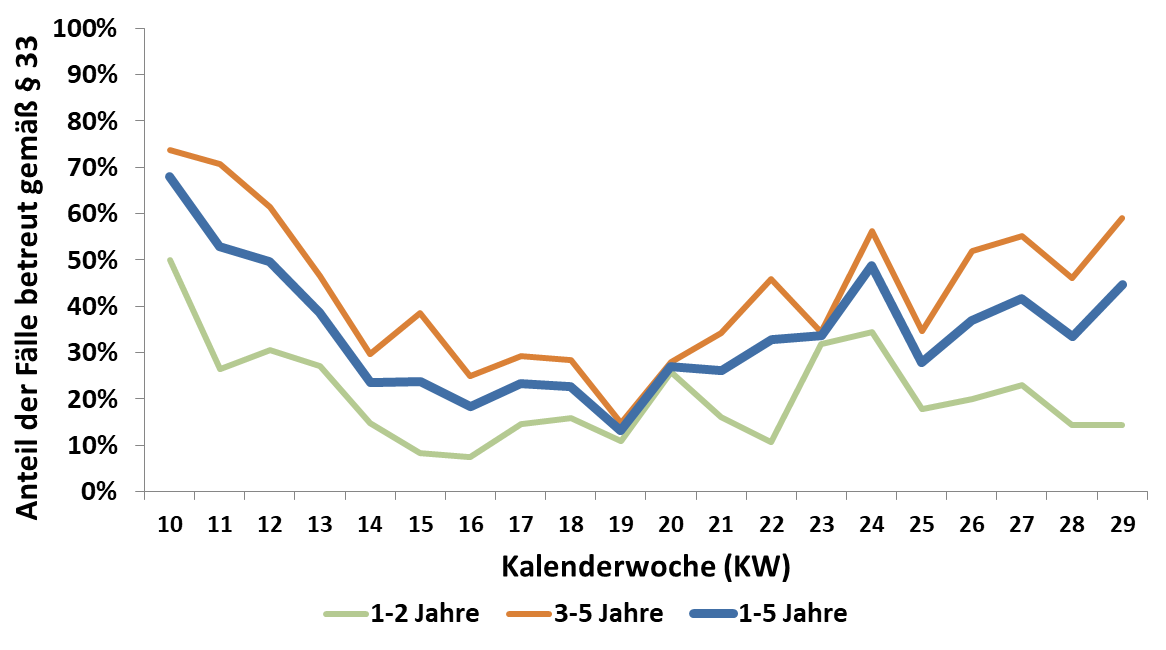 Anteil der Fälle betreut gemäß § 33
100%
90%
80%
70%
60%
50%
40%
30%
20%
10%
0%
10 11 12 13 14 15 16 17 18 19 20 21 22 23 24 25 26 27 28 29
Kalenderwoche (KW)
1-2 Jahre 3-5 Jahre 1-5 Jahre